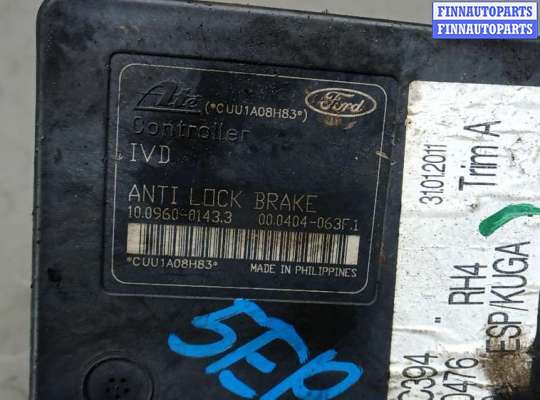 FINNAUTOPARTS
FINNAUTOPARTS
Ate (*CUU1A08H83*) Ford
Controller
IVD
ANTI LOCK BRAKE
10.0960-0143.3 00.0404-063F.1
*CUU1A08H83* MADE IN PHILIPPINES
31012011 Trim A
C394 " RH4
0476 ESP/KUGA